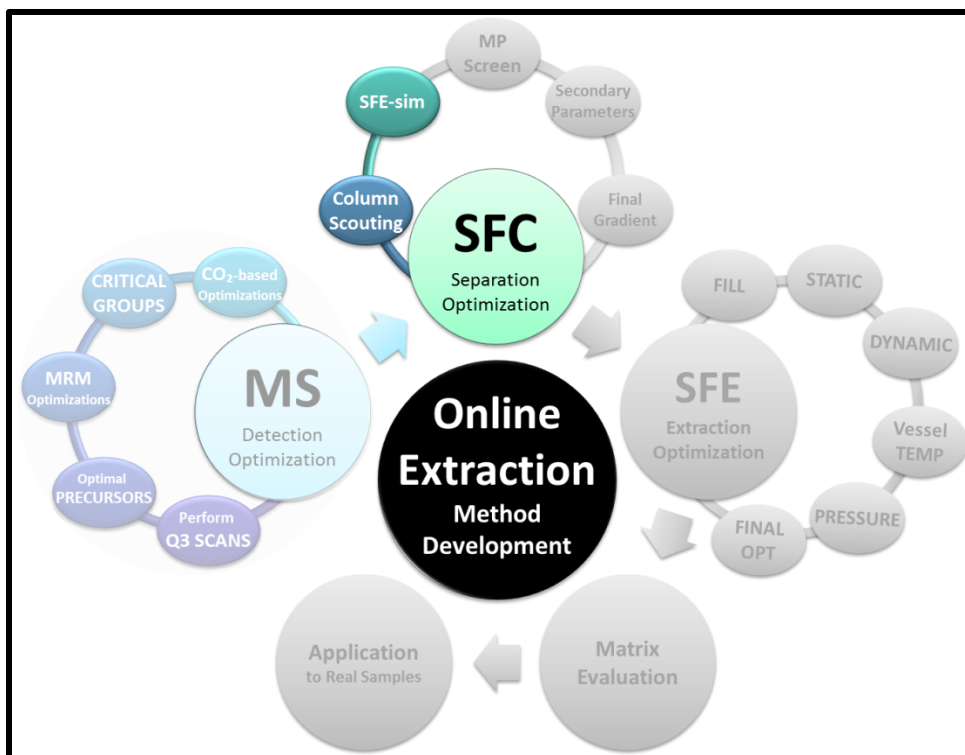 MP
Screen
SFE-sim
Secondary
Parameters
Column
Scouting
Final
Gradient
SFC
Separation
Optimization
CRITICAL
GROUPS
CO₂-based
Optimizations
MRM
Optimizations
Optimal
PRECURSORS
Perform
Q3 SCANS
MS
Detection
Optimization
Online
Extraction
Method
Development
FILL
STATIC
DYNAMIC
Vessel
TEMP
PRESSURE
FINAL
OPT
SFE
Extraction
Optimization
Matrix
Evaluation
Application
to Real Samples